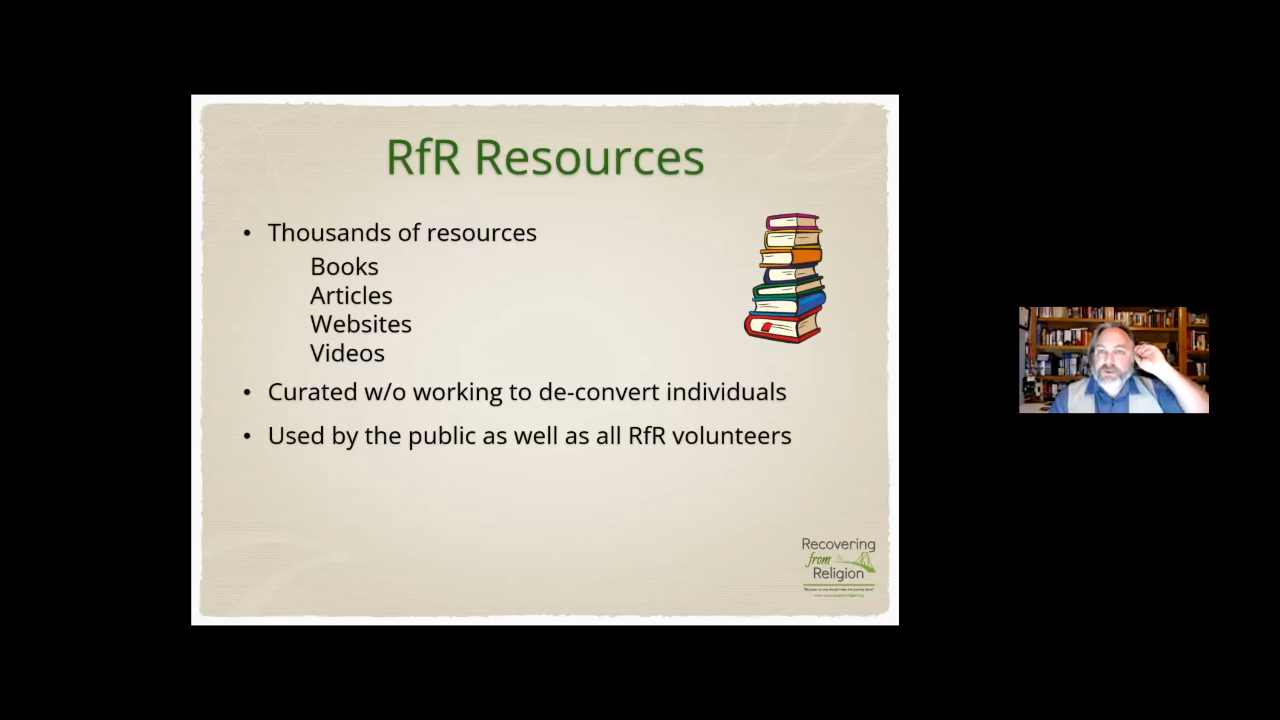 RfR Resources
• Thousands of resources
Books
Articles
Websites
Videos
• Curated w/o working to de-convert individuals
• Used by the public as well as all RfR volunteers
Recovering
from
Religion